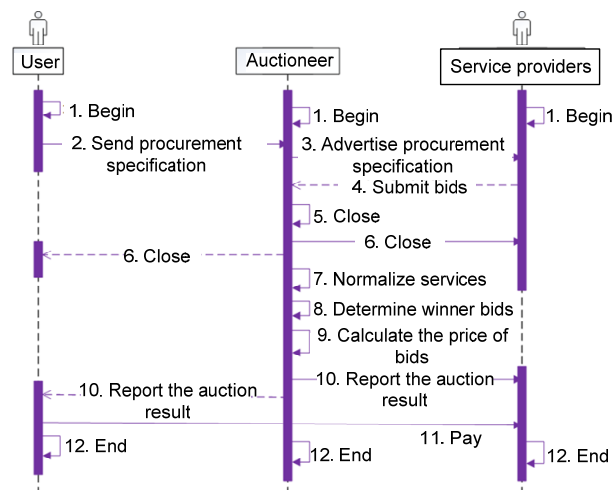 User
Auctioneer
Service providers
1. Begin
1. Begin
1. Begin
2. Send procurement
specification
3. Advertise procurement
specification
4. Submit bids
5. Close
6. Close
6. Close
7. Normalize services
8. Determine winner bids
9. Calculate the price of
bids
10. Report the auction
result
10. Report the auction
result
11. Pay
12. End
12. End
12. End